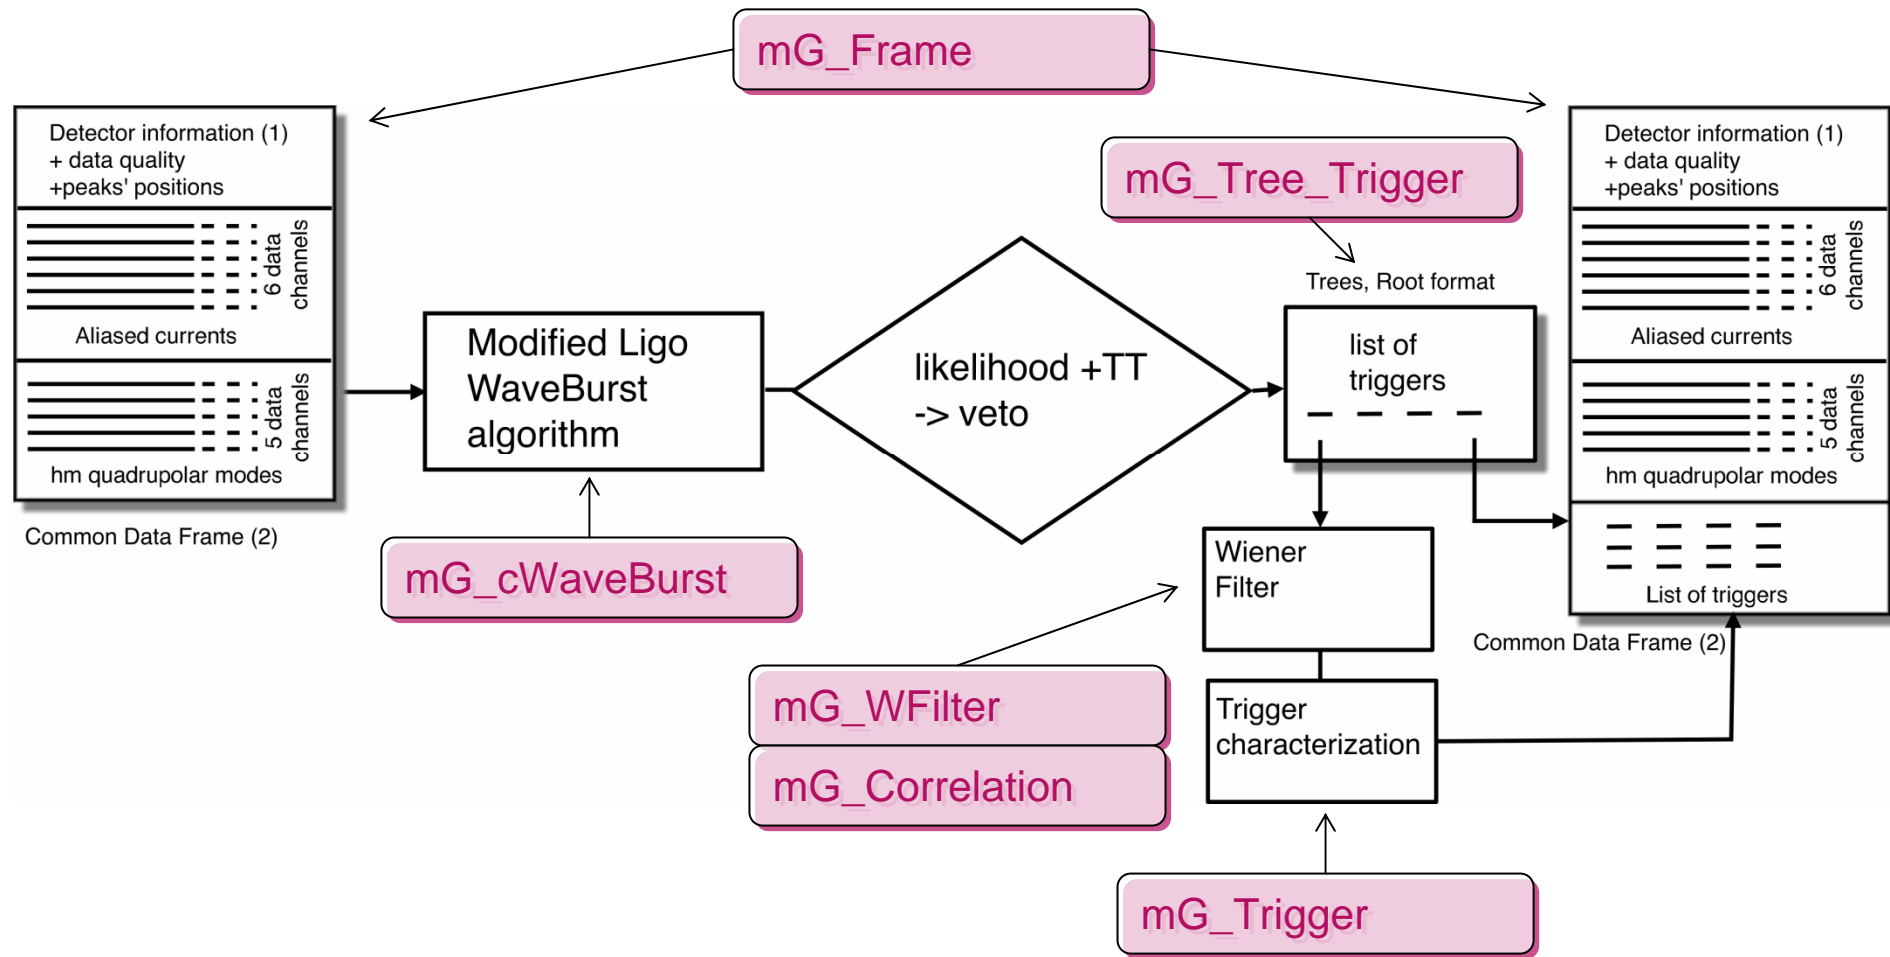 mG_Frame
Detector information (1)
+ data quality
+peaks' positions
6 data
channels
Aliased currents
5 data
channels
hm quadrupolar modes
Common Data Frame (2)
Modified Ligo
WaveBurst
algorithm
mG_cWaveBurst
likelihood +TT
-> veto
mG_Tree_Trigger
Trees, Root format
list of
triggers
Wiener
Filter
mG_WFilter
mG_Correlation
Trigger
characterization
mG_Trigger
Detector information (1)
+ data quality
+peaks' positions
6 data
channels
Aliased currents
5 data
channels
hm quadrupolar modes
List of triggers
Common Data Frame (2)